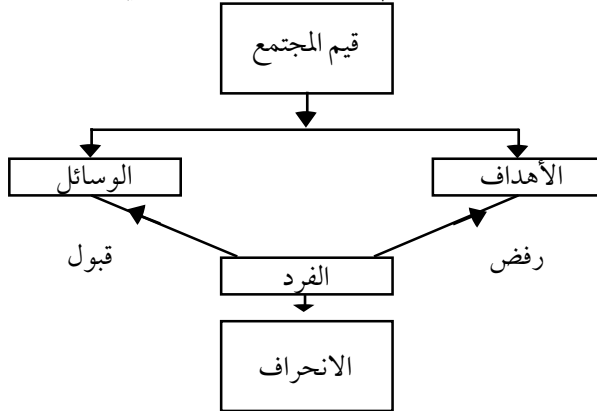 قيم المجتمع
الأهداف
الوسائل
رفض
قبول
الفرد
الانحراف